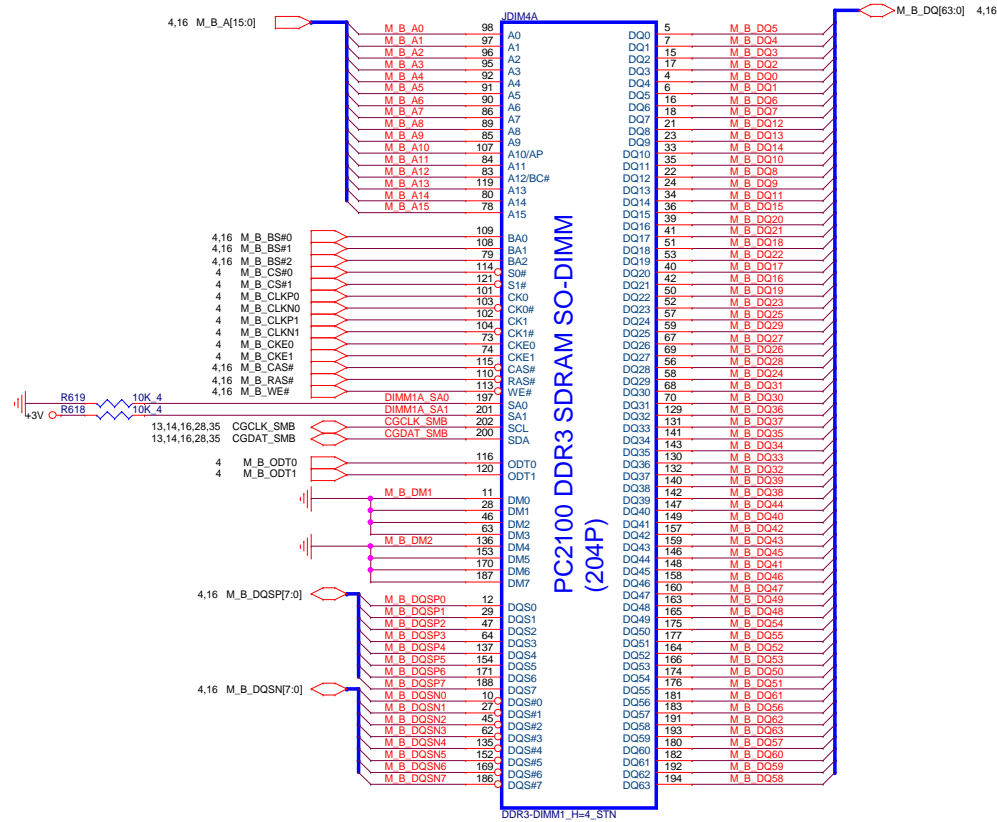 JDIM4A
4,16 M_B_A[15:0]
M_B_A0 98 A0
M_B_A1 97 A1
M_B_A2 96 A2
M_B_A3 95 A3
M_B_A4 92 A4
M_B_A5 91 A5
M_B_A6 90 A6
M_B_A7 86 A7
M_B_A8 89 A8
M_B_A9 85 A9
M_B_A10 107 A10/AP
M_B_A11 84 A11
M_B_A12 83 A12/BC#
M_B_A13 119 A13
M_B_A14 80 A14
M_B_A15 78 A15
4,16 M_B_BS#0 109 BA0
4,16 M_B_BS#1 108 BA1
4,16 M_B_BS#2 79 BA2
4 M_B_CS#0 114 S0#
4 M_B_CS#1 121 S1#
4 M_B_CLKP0 101 CK0
4 M_B_CLKN0 103 CK0#
4 M_B_CLKP1 102 CK1
4 M_B_CLKN1 104 CK1#
4 M_B_CKE0 73 CKE0
4 M_B_CKE1 74 CKE1
4,16 M_B_CAS# 115 CAS#
4,16 M_B_RAS# 110 RAS#
4,16 M_B_WE# 113 WE#
R619 10K_4 DIMM1A_SA0 197 SA0
+3V R618 10K_4 DIMM1A_SA1 201 SA1
13,14,16,28,35 CGCLK_SMB CGCLK_SMB 202 SCL
13,14,16,28,35 CGDAT_SMB CGDAT_SMB 200 SDA
4 M_B_ODT0 116 ODT0
4 M_B_ODT1 120 ODT1
M_B_DM1 11 DM0
28 DM1
46 DM2
63 DM3
M_B_DM2 136 DM4
153 DM5
170 DM6
187 DM7
4,16 M_B_DQSP[7:0]
M_B_DQSP0 12 DQS0
M_B_DQSP1 29 DQS1
M_B_DQSP2 47 DQS2
M_B_DQSP3 64 DQS3
M_B_DQSP4 137 DQS4
M_B_DQSP5 154 DQS5
M_B_DQSP6 171 DQS6
M_B_DQSP7 188 DQS7
4,16 M_B_DQSN[7:0]
M_B_DQSN0 10 DQS#0
M_B_DQSN1 27 DQS#1
M_B_DQSN2 45 DQS#2
M_B_DQSN3 62 DQS#3
M_B_DQSN4 135 DQS#4
M_B_DQSN5 152 DQS#5
M_B_DQSN6 169 DQS#6
M_B_DQSN7 186 DQS#7
PC2100 DDR3 SDRAM SO-DIMM
(204P)
M_B_DQ[63:0] 4,16
DQ0 5 M_B_DQ5
DQ1 7 M_B_DQ4
DQ2 15 M_B_DQ3
DQ3 17 M_B_DQ2
DQ4 4 M_B_DQ0
DQ5 6 M_B_DQ1
DQ6 16 M_B_DQ6
DQ7 18 M_B_DQ7
DQ8 21 M_B_DQ12
DQ9 23 M_B_DQ13
DQ10 33 M_B_DQ14
DQ11 35 M_B_DQ10
DQ12 22 M_B_DQ8
DQ13 24 M_B_DQ9
DQ14 34 M_B_DQ11
DQ15 36 M_B_DQ15
DQ16 39 M_B_DQ20
DQ17 41 M_B_DQ21
DQ18 51 M_B_DQ18
DQ19 53 M_B_DQ22
DQ20 40 M_B_DQ17
DQ21 42 M_B_DQ16
DQ22 50 M_B_DQ19
DQ23 52 M_B_DQ23
DQ24 57 M_B_DQ25
DQ25 59 M_B_DQ29
DQ26 67 M_B_DQ27
DQ27 69 M_B_DQ26
DQ28 56 M_B_DQ28
DQ29 58 M_B_DQ24
DQ30 68 M_B_DQ31
DQ31 70 M_B_DQ30
DQ32 129 M_B_DQ36
DQ33 131 M_B_DQ37
DQ34 141 M_B_DQ35
DQ35 143 M_B_DQ34
DQ36 130 M_B_DQ33
DQ37 132 M_B_DQ32
DQ38 140 M_B_DQ39
DQ39 142 M_B_DQ38
DQ40 147 M_B_DQ44
DQ41 149 M_B_DQ40
DQ42 157 M_B_DQ42
DQ43 159 M_B_DQ43
DQ44 146 M_B_DQ45
DQ45 148 M_B_DQ41
DQ46 158 M_B_DQ46
DQ47 160 M_B_DQ47
DQ48 163 M_B_DQ49
DQ49 165 M_B_DQ48
DQ50 175 M_B_DQ54
DQ51 177 M_B_DQ55
DQ52 164 M_B_DQ52
DQ53 166 M_B_DQ53
DQ54 174 M_B_DQ50
DQ55 176 M_B_DQ51
DQ56 181 M_B_DQ61
DQ57 183 M_B_DQ56
DQ58 191 M_B_DQ62
DQ59 193 M_B_DQ63
DQ60 180 M_B_DQ57
DQ61 182 M_B_DQ60
DQ62 192 M_B_DQ59
DQ63 194 M_B_DQ58
DDR3-DIMM1_H=4_STN